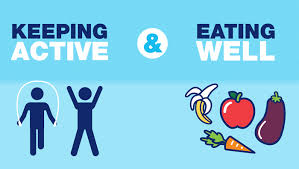 KEEPING
ACTIVE
&
EATING
WELL